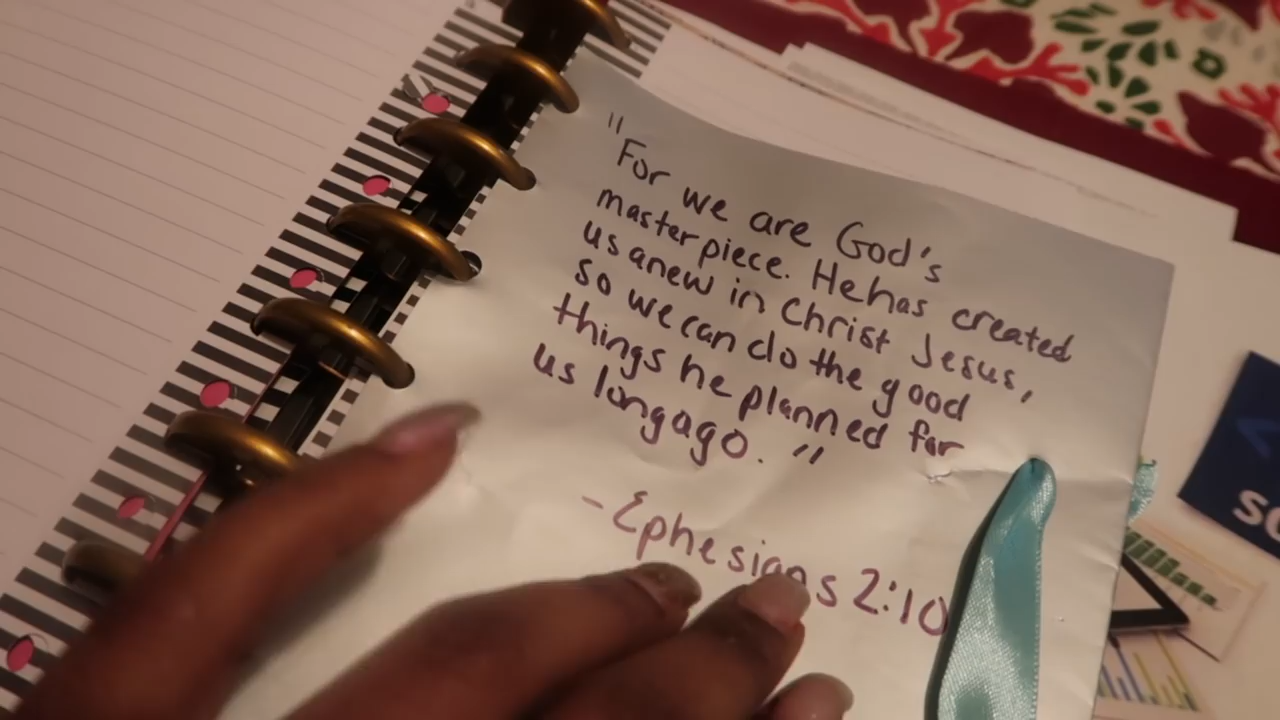 "For we are God's
masterpiece. He has created
us anew in Christ Jesus,
so we can do the good
things he planned for
us long ago."
-Ephesians 2:10